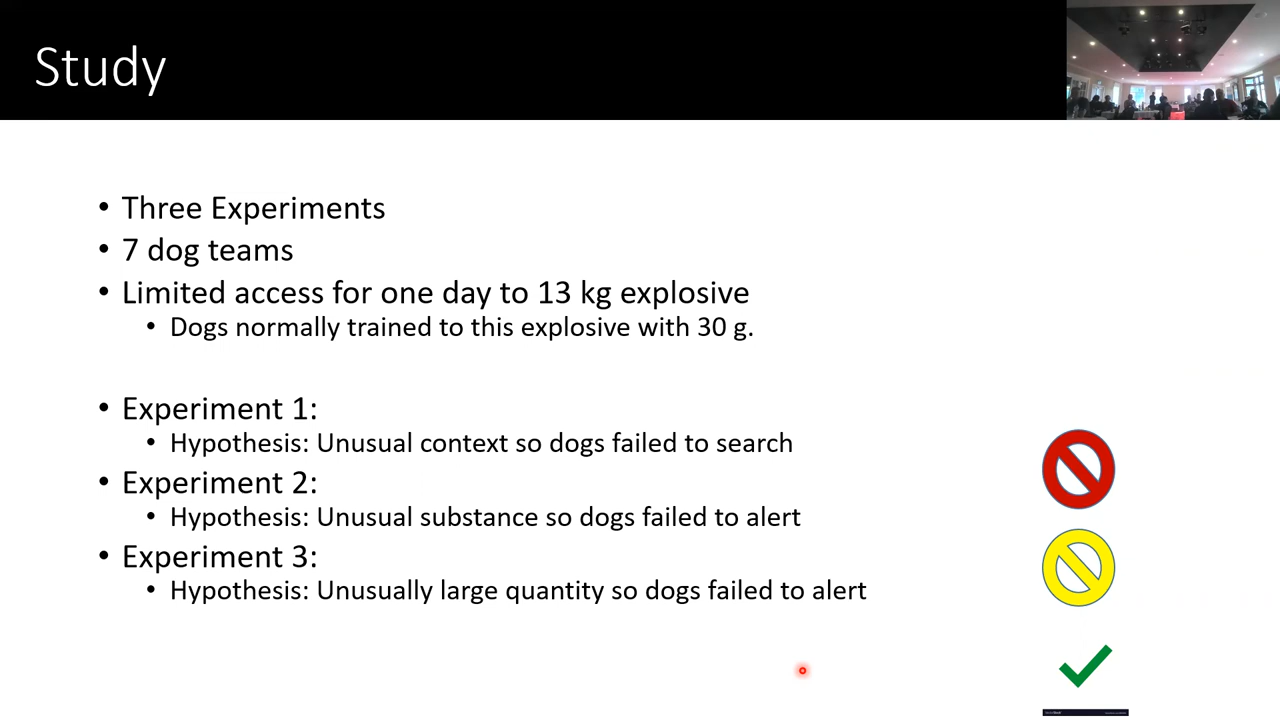 Study
• Three Experiments
• 7 dog teams
• Limited access for one day to 13 kg explosive
• Dogs normally trained to this explosive with 30 g.
• Experiment 1:
• Hypothesis: Unusual context so dogs failed to search
• Experiment 2:
• Hypothesis: Unusual substance so dogs failed to alert
• Experiment 3:
• Hypothesis: Unusually large quantity so dogs failed to alert